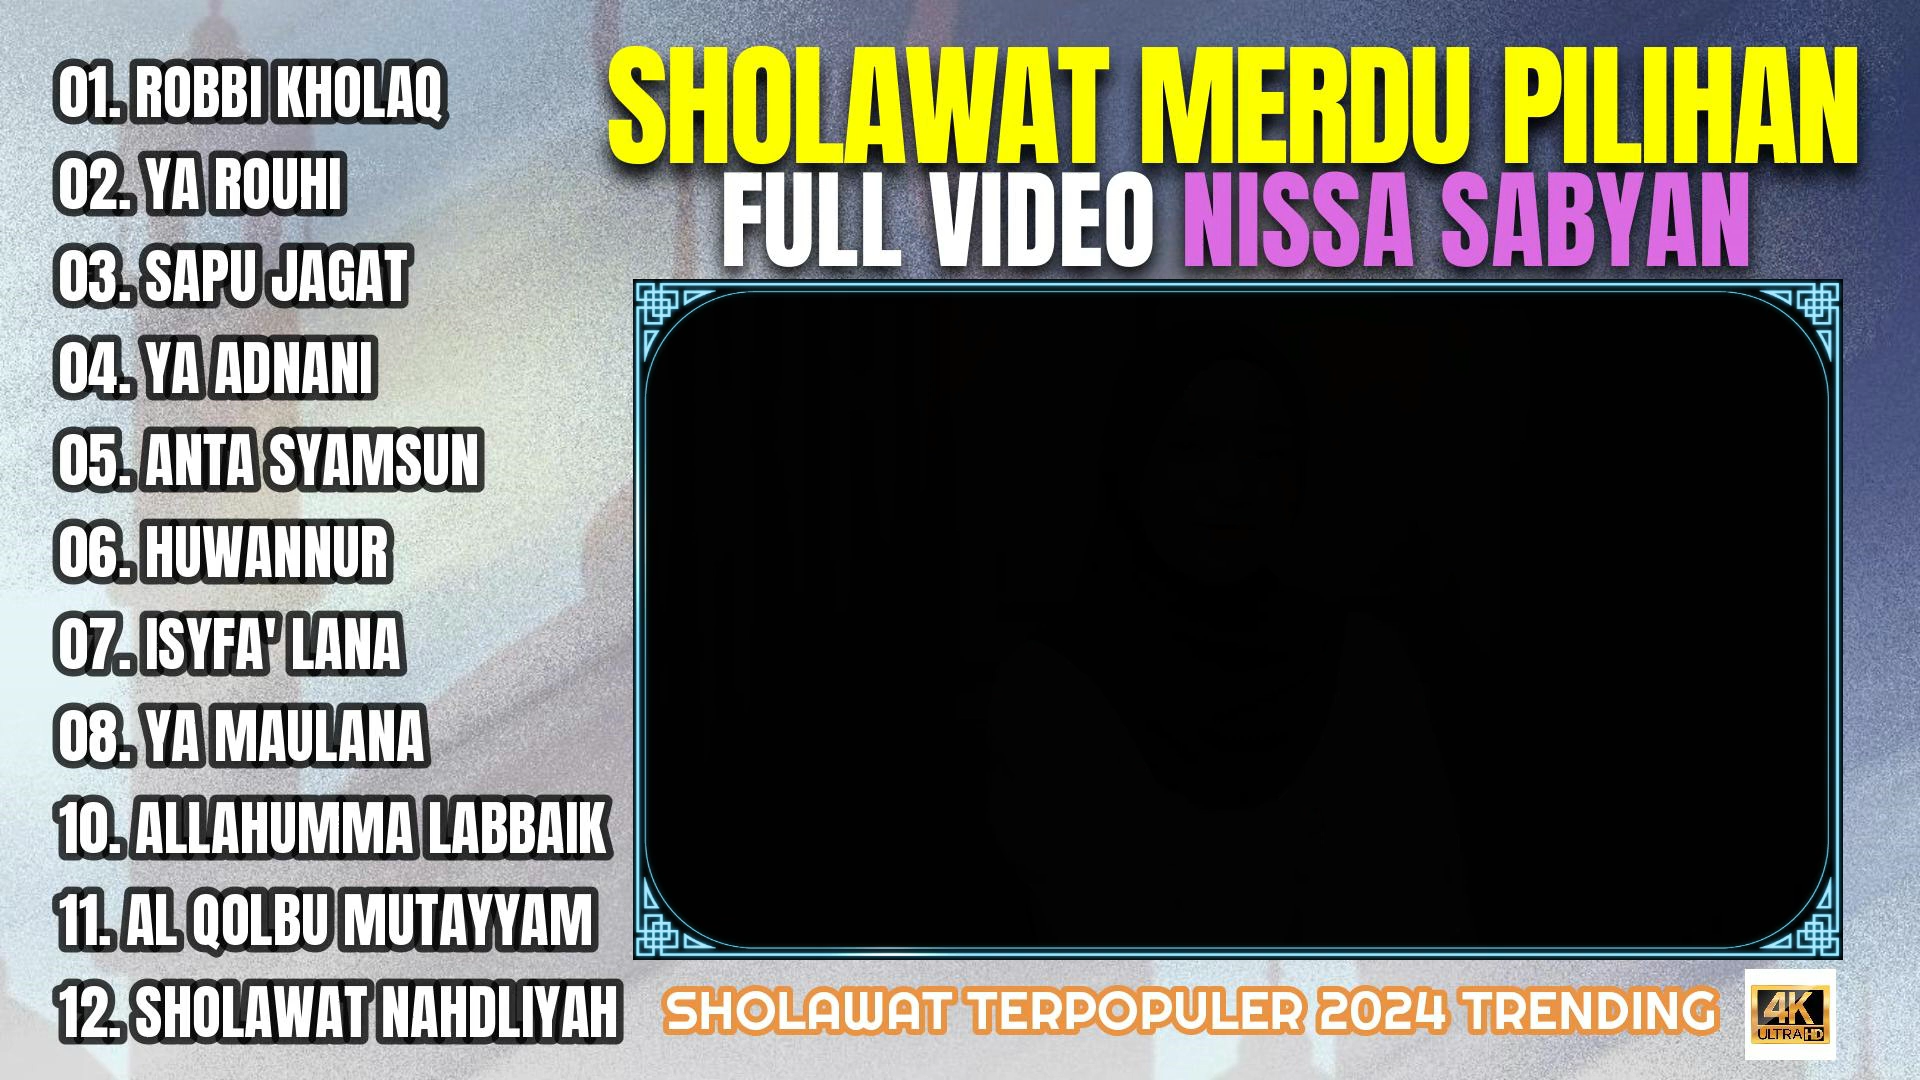 01. ROBBI KHOLAQ
02. YA ROUHI
03. SAPU JAGAT
04. YA ADNANI
05. ANTA SYAMSUN
06. HUWANNUR
07. ISYFA' LANA
08. YA MAULANA
10. ALLAHUMMA LABBAIK
11. AL QOLBU MUTAYYAM
12. SHOLAWAT NAHDLIYAH
SHOLAWAT MERDU PILIHAN
FULL VIDEO NISSA SABYAN
SHOLAWAT TERPOPULER 2024 TRENDING
4K
ULTRA HD